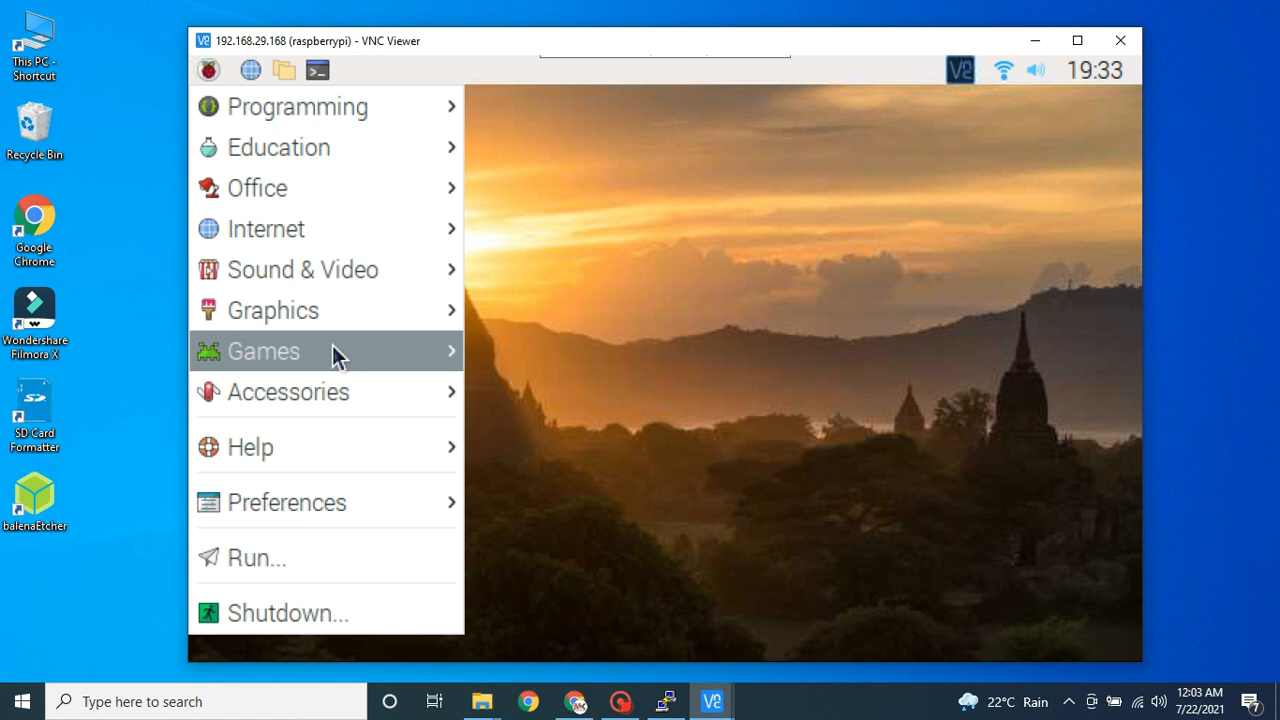 This PC -
Shortcut
Recycle Bin
Google
Chrome
Wondershare
Filmora X
SD Card
Formatter
balenaEtcher
192.168.29.168 (raspberrypi) - VNC Viewer
19:33
Programming
Education
Office
Internet
Sound & Video
Graphics
Games
Accessories
Help
Preferences
Run...
Shutdown...
Type here to search
22°C Rain
12:03 AM
7/22/2021
7